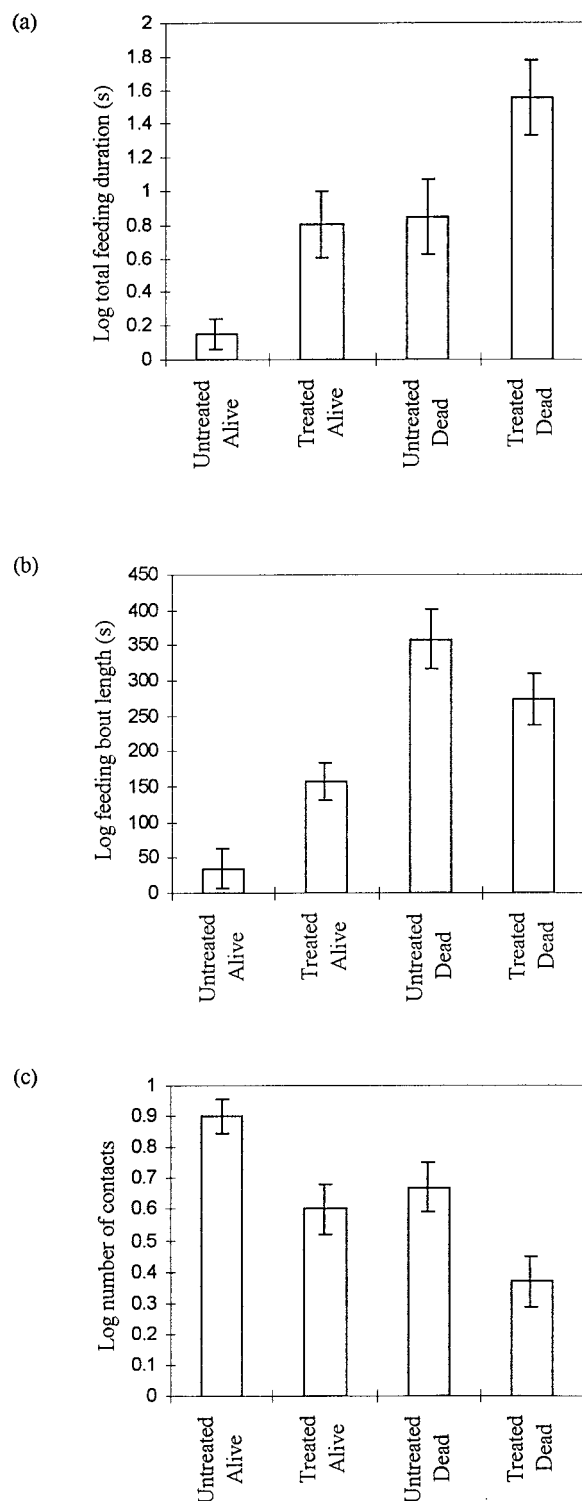 (a)
Log total feeding duration (s)
2
1.8
1.6
1.4
1.2
1
0.8
0.6
0.4
0.2
0
Untreated
Alive
Treated
Alive
Untreated
Dead
Treated
Dead
(b)
Log feeding bout length (s)
450
400
350
300
250
200
150
100
50
0
Untreated
Alive
Treated
Alive
Untreated
Dead
Treated
Dead
(c)
Log number of contacts
1
0.9
0.8
0.7
0.6
0.5
0.4
0.3
0.2
0.1
0
Untreated
Alive
Treated
Alive
Untreated
Dead
Treated
Dead